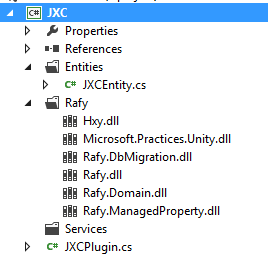 C# JXC
Properties
References
Entities
C# JXCEntity.cs
Rafy
Hxy.dll
Microsoft.Practices.Unity.dll
Rafy.DbMigration.dll
Rafy.dll
Rafy.Domain.dll
Rafy.ManagedProperty.dll
Services
C# JXCPlugin.cs